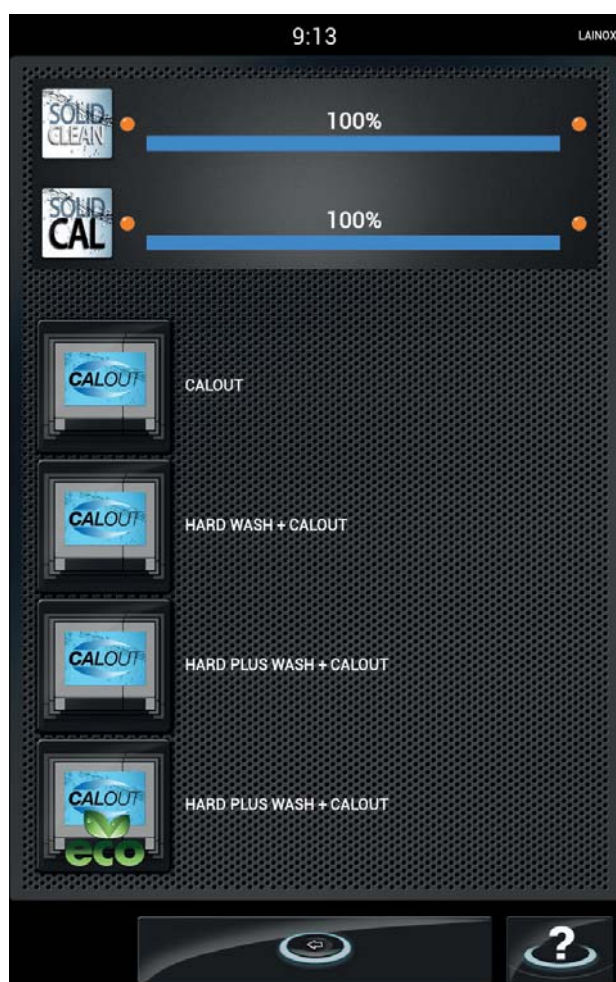 9:13
LAINOX
SOLID
CLEAN
100%
SOLID
CAL
100%
CALOUT
CALOUT
CALOUT
HARD WASH + CALOUT
CALOUT
HARD PLUS WASH + CALOUT
CALOUT
eco
HARD PLUS WASH + CALOUT
?